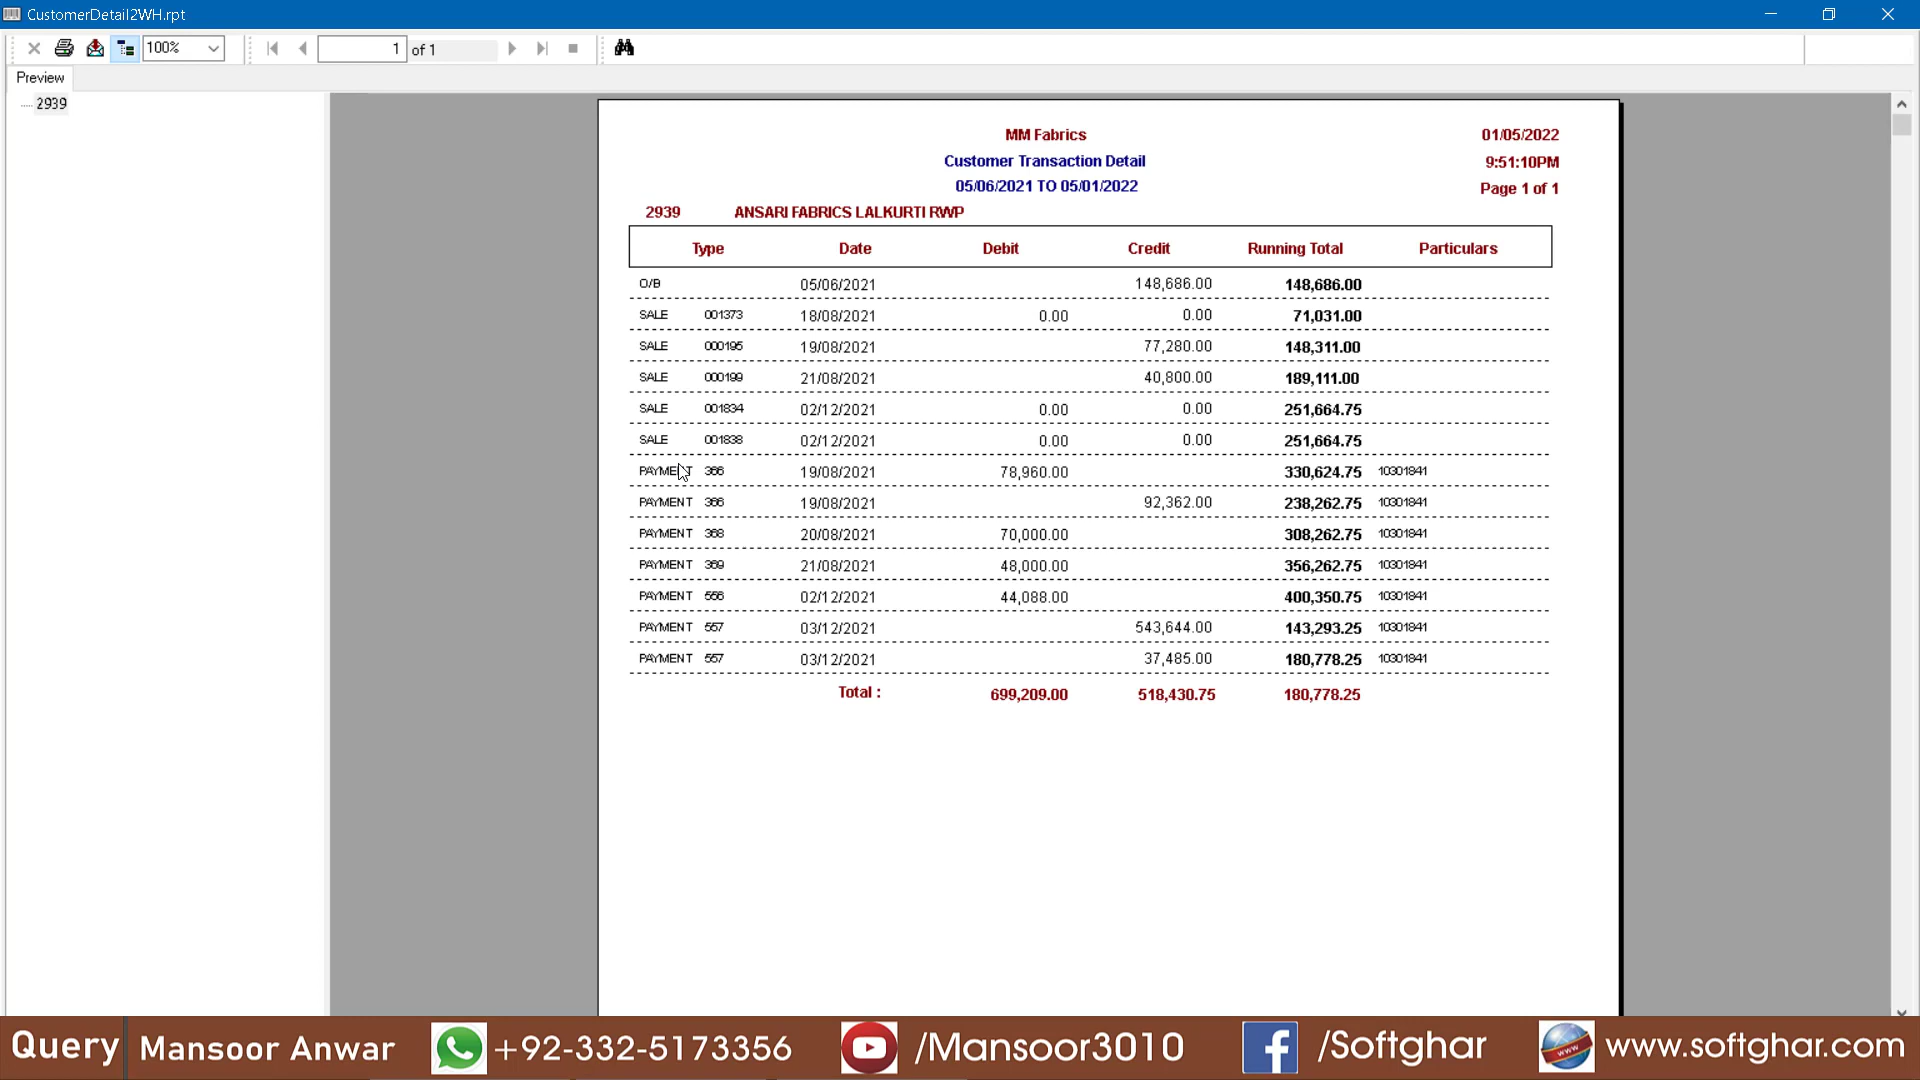 CustomerDetail2WH.rpt
100% 1 of 1
Preview
2939
MM Fabrics 01/05/2022
Customer Transaction Detail 9:51:10PM
05/06/2021 TO 05/01/2022 Page 1 of 1
2939 ANSARI FABRICS LALKURTI RWP
Type Date Debit Credit Running Total Particulars
O/B 05/06/2021 148,686.00 148,686.00
SALE 001373 18/08/2021 0.00 0.00 71,031.00
SALE 000195 19/08/2021 77,280.00 148,311.00
SALE 000199 21/08/2021 40,800.00 189,111.00
SALE 001834 02/12/2021 0.00 0.00 251,664.75
SALE 001838 02/12/2021 0.00 0.00 251,664.75
PAYMENT 366 19/08/2021 78,960.00 330,624.75 10301841
PAYMENT 366 19/08/2021 92,362.00 238,262.75 10301841
PAYMENT 368 20/08/2021 70,000.00 308,262.75 10301841
PAYMENT 369 21/08/2021 48,000.00 356,262.75 10301841
PAYMENT 556 02/12/2021 44,088.00 400,350.75 10301841
PAYMENT 557 03/12/2021 543,644.00 143,293.25 10301841
PAYMENT 557 03/12/2021 37,485.00 180,778.25 10301841
Total : 699,209.00 518,430.75 180,778.25
Query Mansoor Anwar +92-332-5173356 /Mansoor3010 /Softghar www www.softghar.com